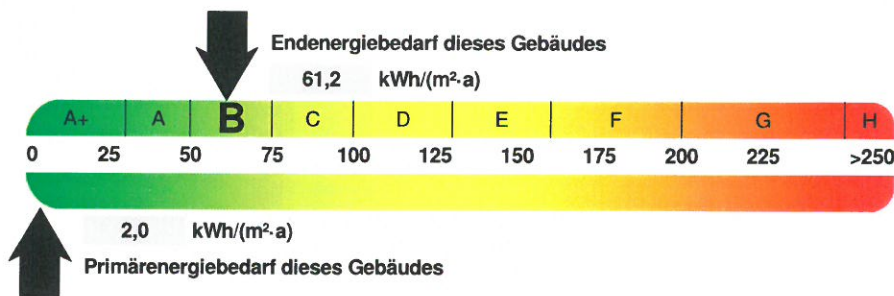 Endenergiebedarf dieses Gebäudes
61,2 kWh/(m²·a)
A+ A B C D E F G H
0 25 50 75 100 125 150 175 200 225 >250
2,0 kWh/(m²·a)
Primärenergiebedarf dieses Gebäudes